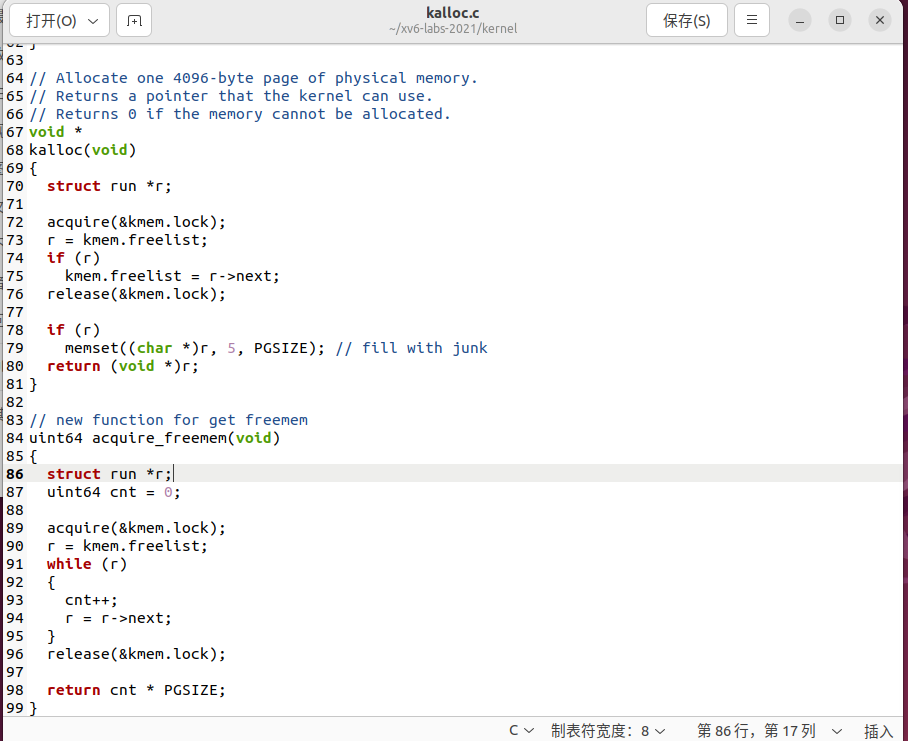 打开(O)
kalloc.c
~/xv6-labs-2021/kernel
保存(S)
62 }
63
64 // Allocate one 4096-byte page of physical memory.
65 // Returns a pointer that the kernel can use.
66 // Returns 0 if the memory cannot be allocated.
67 void *
68 kalloc(void)
69 {
70   struct run *r;
71
72   acquire(&kmem.lock);
73   r = kmem.freelist;
74   if (r)
75     kmem.freelist = r->next;
76   release(&kmem.lock);
77
78   if (r)
79     memset((char *)r, 5, PGSIZE); // fill with junk
80   return (void *)r;
81 }
82
83 // new function for get freemem
84 uint64 acquire_freemem(void)
85 {
86   struct run *r;
87   uint64 cnt = 0;
88
89   acquire(&kmem.lock);
90   r = kmem.freelist;
91   while (r)
92   {
93     cnt++;
94     r = r->next;
95   }
96   release(&kmem.lock);
97
98   return cnt * PGSIZE;
99 }
C
制表符宽度：8
第 86 行，第 17 列
插入